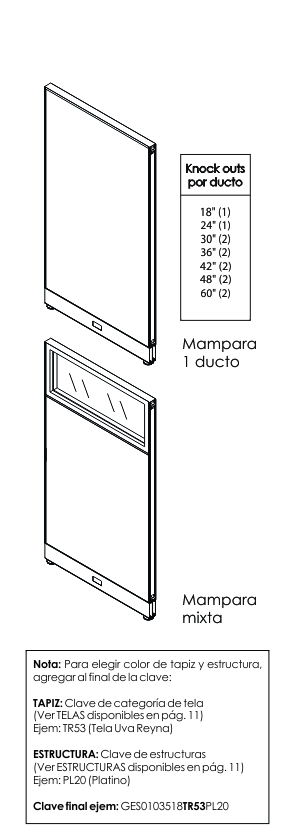 Knock outs
por ducto
18" (1)
24" (1)
30" (2)
36" (2)
42" (2)
48" (2)
60" (2)
Mampara
1 ducto
Mampara
mixta
Nota: Para elegir color de tapiz y estructura,
agregar al final de la clave:
TAPIZ: Clave de categoría de tela
(Ver TELAS disponibles en pág. 11)
Ejem: TR53 (Tela Uva Reyna)
ESTRUCTURA: Clave de estructuras
(Ver ESTRUCTURAS disponibles en pág. 11)
Ejem: PL20 (Platino)
Clave final ejem: GES0103518TR53PL20